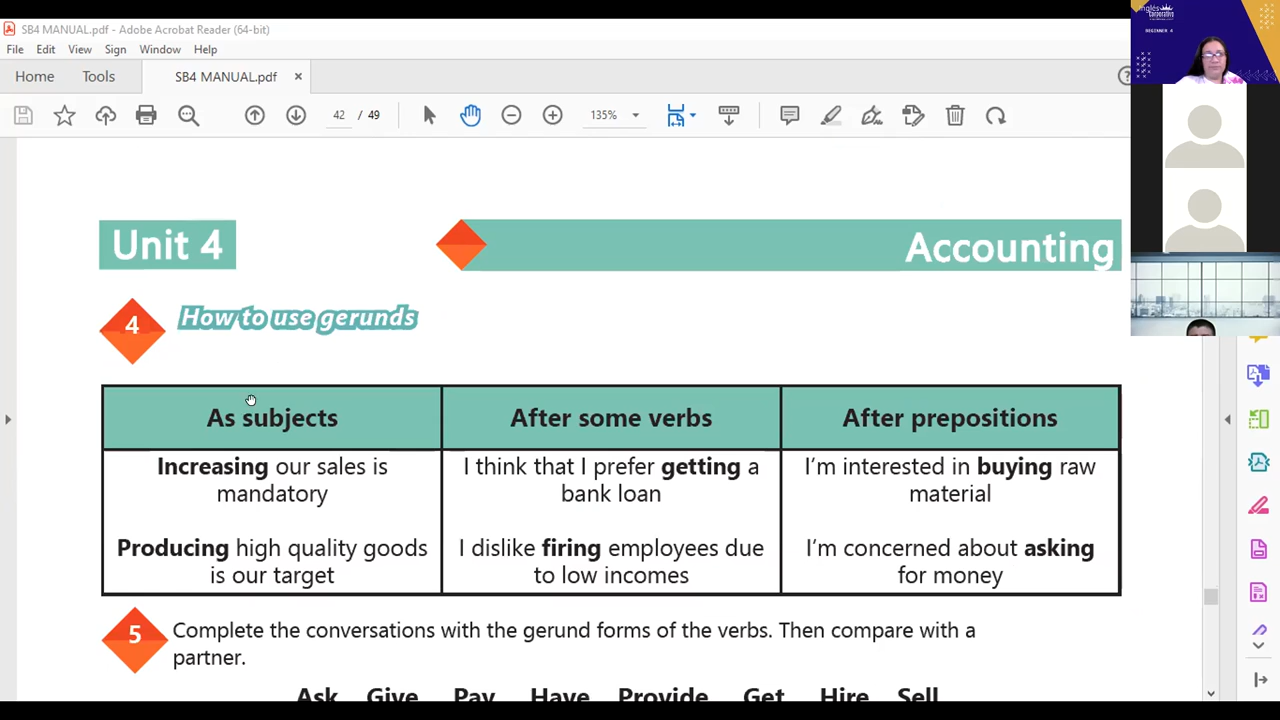 SB4 MANUAL.pdf - Adobe Acrobat Reader (64-bit)
File Edit View Sign Window Help
Home Tools SB4 MANUAL.pdf ×
42 / 49 135%
Inglés
Corporativo
BEGINNER 4
Unit 4
Accounting
4 How to use gerunds
As subjects
After some verbs
After prepositions
Increasing our sales is
mandatory
Producing high quality goods
is our target
I think that I prefer getting a
bank loan
I dislike firing employees due
to low incomes
I'm interested in buying raw
material
I'm concerned about asking
for money
5 Complete the conversations with the gerund forms of the verbs. Then compare with a
partner.
Ask Give Pay Have Provide Get Hire Sell